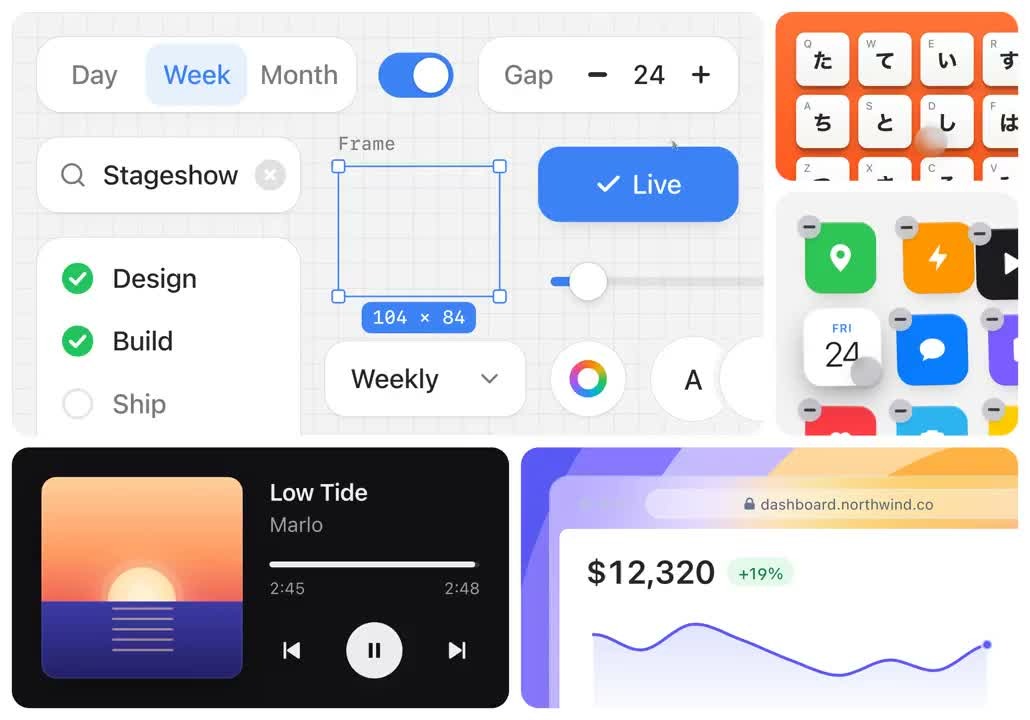 Day Week Month
Gap − 24 +
Stageshow
Frame
Live
104 × 84
Design
Build
Ship
Weekly
A
Q W E R
た て い す
A S D F
ち と し は
Z X C V
FRI
24
Low Tide
Marlo
2:45 2:48
dashboard.northwind.co
$12,320 +19%